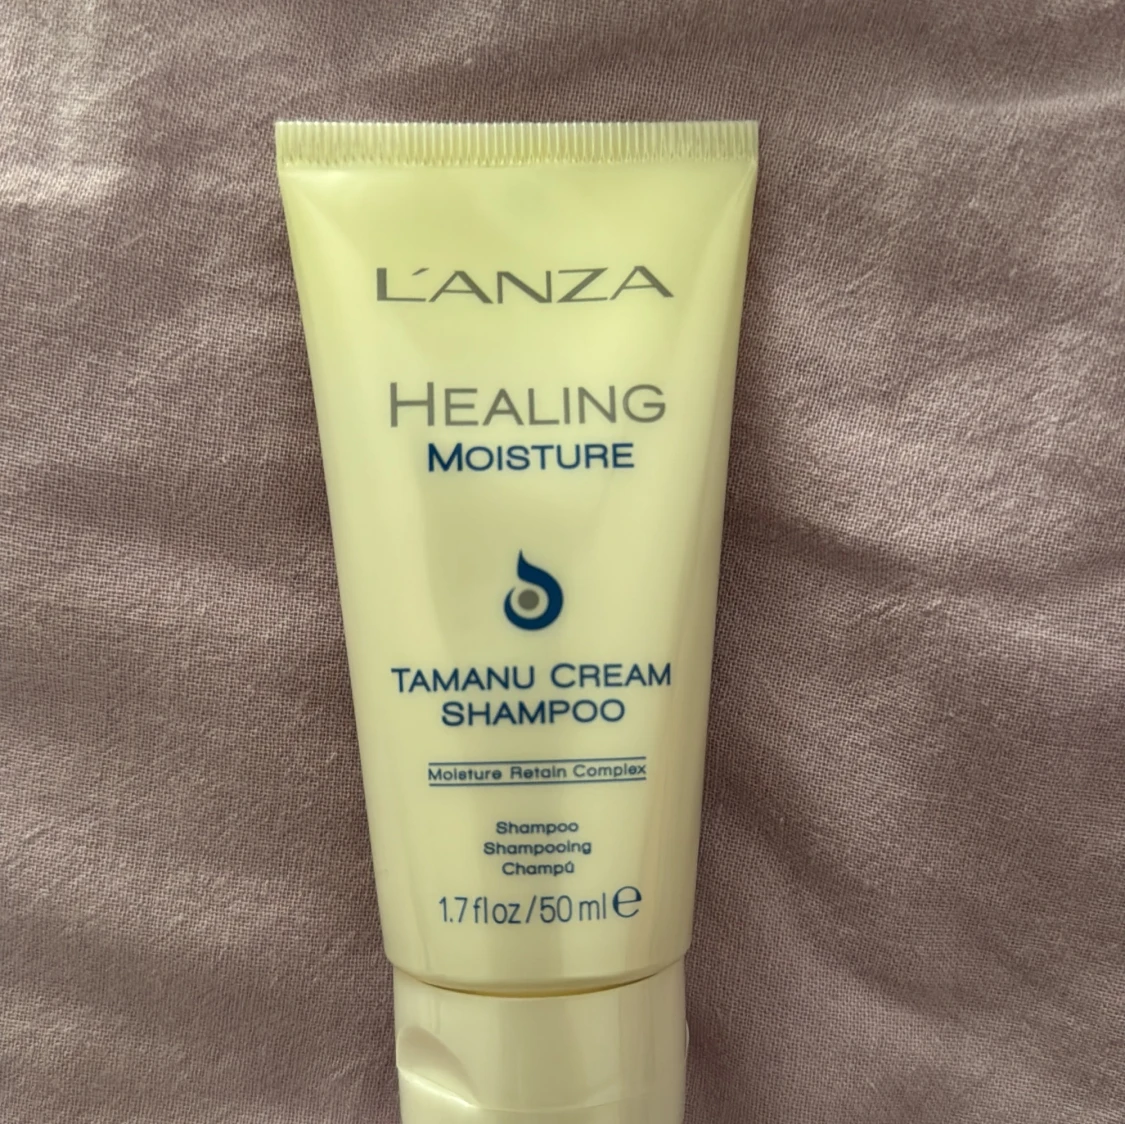 L'ANZA
HEALING
MOISTURE
TAMANU CREAM
SHAMPOO
Moisture Retain Complex
Shampoo
Shampooing
Champú
1.7 fl oz / 50 ml e